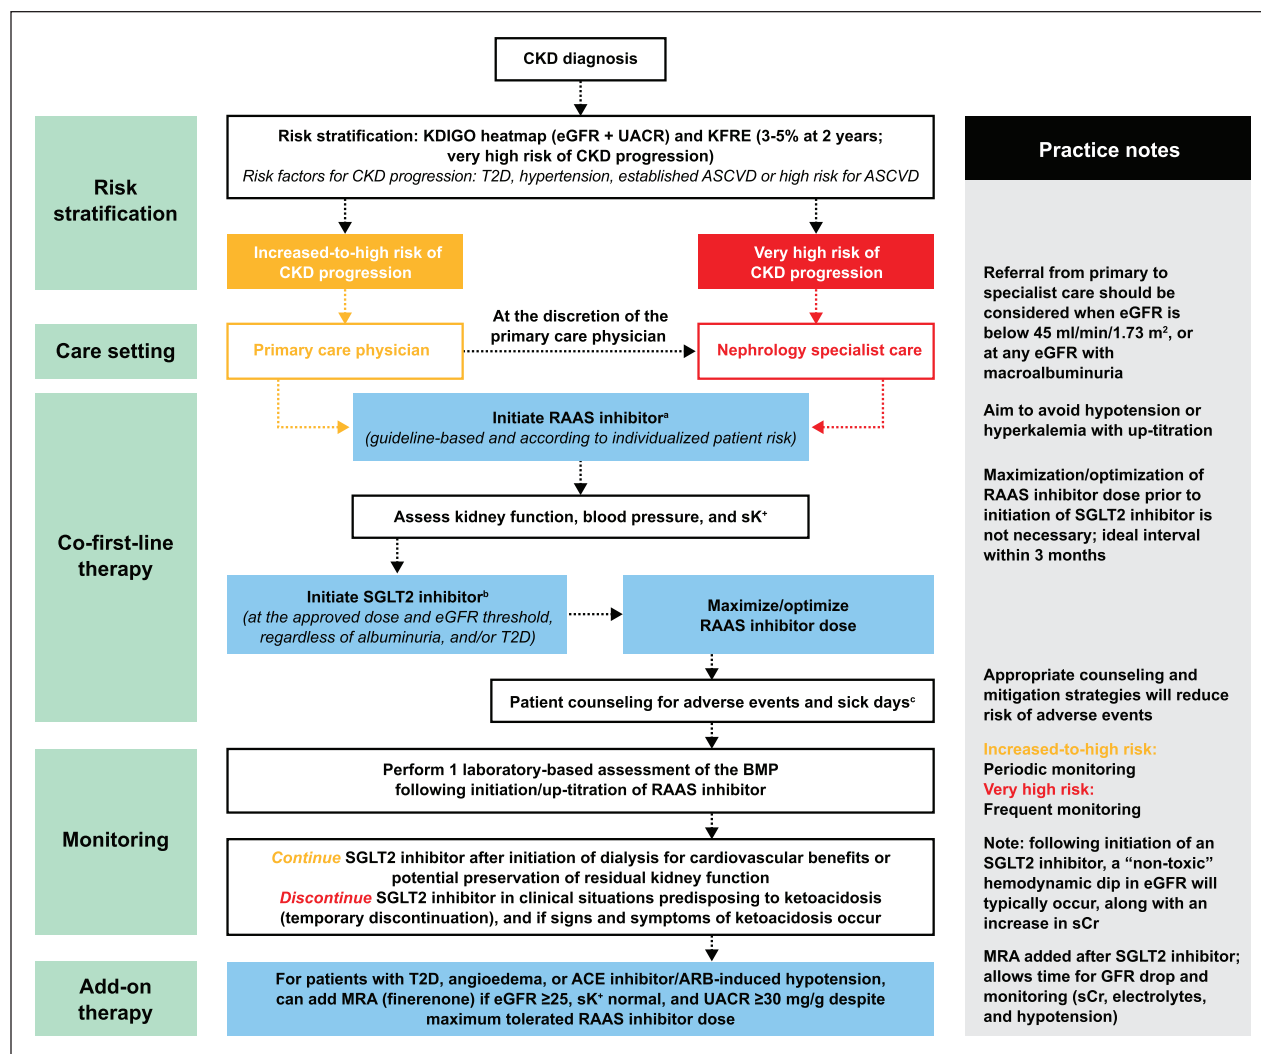 CKD diagnosis
Risk
stratification
Risk stratification: KDIGO heatmap (eGFR + UACR) and KFRE (3-5% at 2 years;
very high risk of CKD progression)
Risk factors for CKD progression: T2D, hypertension, established ASCVD or high risk for ASCVD
Increased-to-high risk of
CKD progression
Very high risk of
CKD progression
Care setting
Primary care physician
At the discretion of the
primary care physician
Nephrology specialist care
Co-first-line
therapy
Initiate RAAS inhibitorᵃ
(guideline-based and according to individualized patient risk)
Assess kidney function, blood pressure, and sK⁺
Initiate SGLT2 inhibitorᵇ
(at the approved dose and eGFR threshold,
regardless of albuminuria, and/or T2D)
Maximize/optimize
RAAS inhibitor dose
Patient counseling for adverse events and sick daysᶜ
Monitoring
Perform 1 laboratory-based assessment of the BMP
following initiation/up-titration of RAAS inhibitor
Continue SGLT2 inhibitor after initiation of dialysis for cardiovascular benefits or
potential preservation of residual kidney function
Discontinue SGLT2 inhibitor in clinical situations predisposing to ketoacidosis
(temporary discontinuation), and if signs and symptoms of ketoacidosis occur
Add-on
therapy
For patients with T2D, angioedema, or ACE inhibitor/ARB-induced hypotension,
can add MRA (finerenone) if eGFR ≥25, sK⁺ normal, and UACR ≥30 mg/g despite
maximum tolerated RAAS inhibitor dose
Practice notes
Referral from primary to
specialist care should be
considered when eGFR is
below 45 ml/min/1.73 m², or
at any eGFR with
macroalbuminuria
Aim to avoid hypotension or
hyperkalemia with up-titration
Maximization/optimization of
RAAS inhibitor dose prior to
initiation of SGLT2 inhibitor is
not necessary; ideal interval
within 3 months
Appropriate counseling and
mitigation strategies will reduce
risk of adverse events
Increased-to-high risk:
Periodic monitoring
Very high risk:
Frequent monitoring
Note: following initiation of an
SGLT2 inhibitor, a “non-toxic”
hemodynamic dip in eGFR will
typically occur, along with an
increase in sCr
MRA added after SGLT2 inhibitor;
allows time for GFR drop and
monitoring (sCr, electrolytes,
and hypotension)